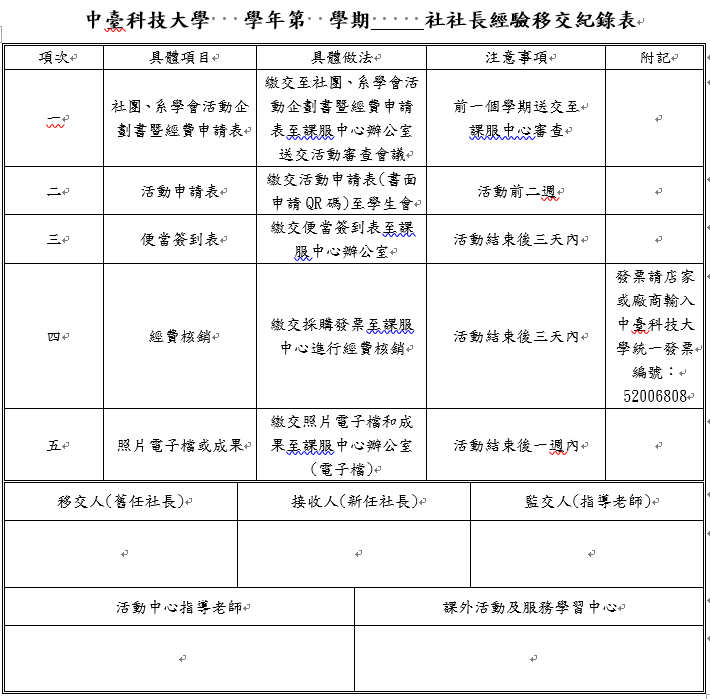 中臺科技大學 學年第 學期_____社社長經驗移交紀錄表
項次 具體項目 具體做法 注意事項 附記
一
社團、系學會活動企
劃書暨經費申請表
繳交至社團、系學會活
動企劃書暨經費申請
表至課服中心辦公室
送交活動審查會議
前一個學期送交至
課服中心審查
二
活動申請表
繳交活動申請表(書面
申請QR碼)至學生會
活動前二週
三
便當簽到表
繳交便當簽到表至課
服中心辦公室
活動結束後三天內
四
經費核銷
繳交採購發票至課服
中心進行經費核銷
活動結束後三天內
發票請店家
或廠商輸入
中臺科技大
學統一發票
編號：
52006808
五
照片電子檔或成果
繳交照片電子檔和成
果至課服中心辦公室
(電子檔)
活動結束後一週內
移交人(舊任社長) 接收人(新任社長) 監交人(指導老師)
活動中心指導老師 課外活動及服務學習中心